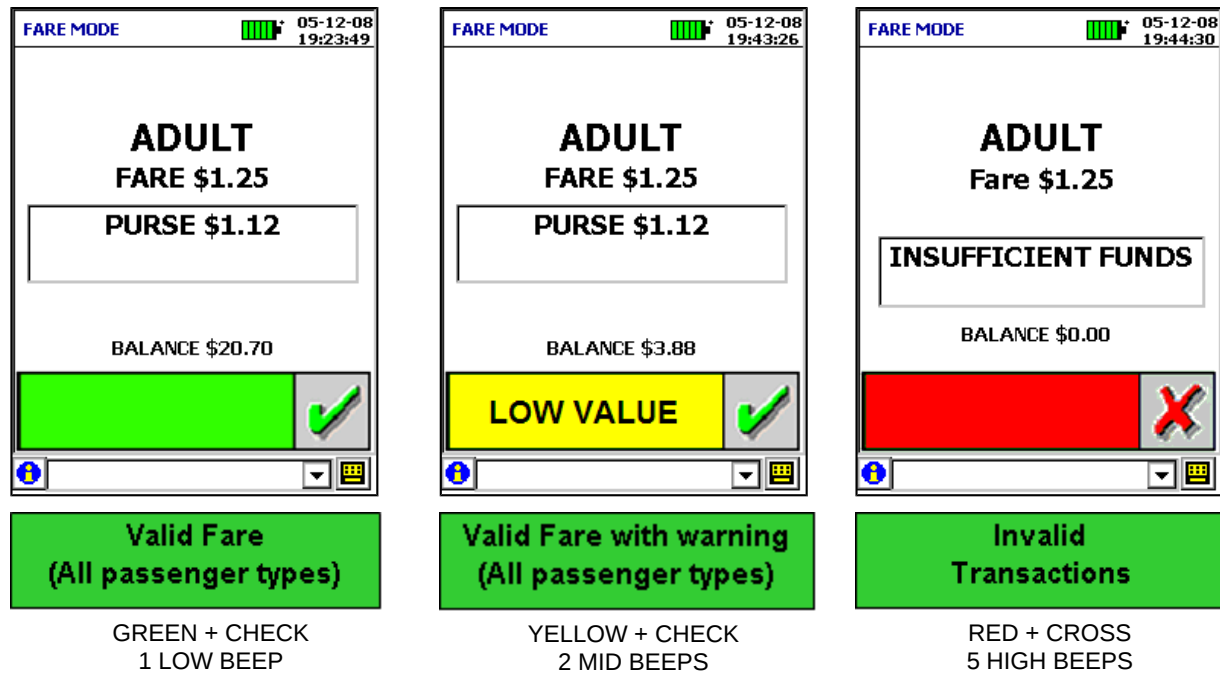 FARE MODE
05-12-08
19:23:49
ADULT
FARE $1.25
PURSE $1.12
BALANCE $20.70
Valid Fare
(All passenger types)
GREEN + CHECK
1 LOW BEEP
FARE MODE
05-12-08
19:43:26
ADULT
FARE $1.25
PURSE $1.12
BALANCE $3.88
LOW VALUE
Valid Fare with warning
(All passenger types)
YELLOW + CHECK
2 MID BEEPS
FARE MODE
05-12-08
19:44:30
ADULT
Fare $1.25
INSUFFICIENT FUNDS
BALANCE $0.00
Invalid
Transactions
RED + CROSS
5 HIGH BEEPS